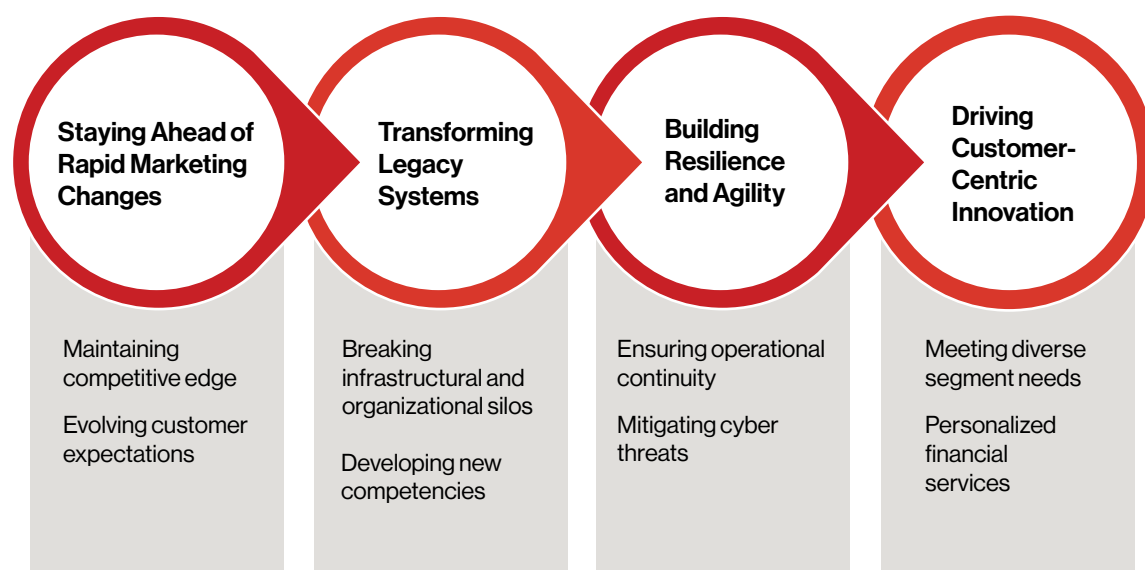 Staying Ahead of
Rapid Marketing
Changes
Maintaining
competitive edge
Evolving customer
expectations
Transforming
Legacy
Systems
Breaking
infrastructural and
organizational silos
Developing new
competencies
Building
Resilience
and Agility
Ensuring operational
continuity
Mitigating cyber
threats
Driving
Customer-
Centric
Innovation
Meeting diverse
segment needs
Personalized
financial
services